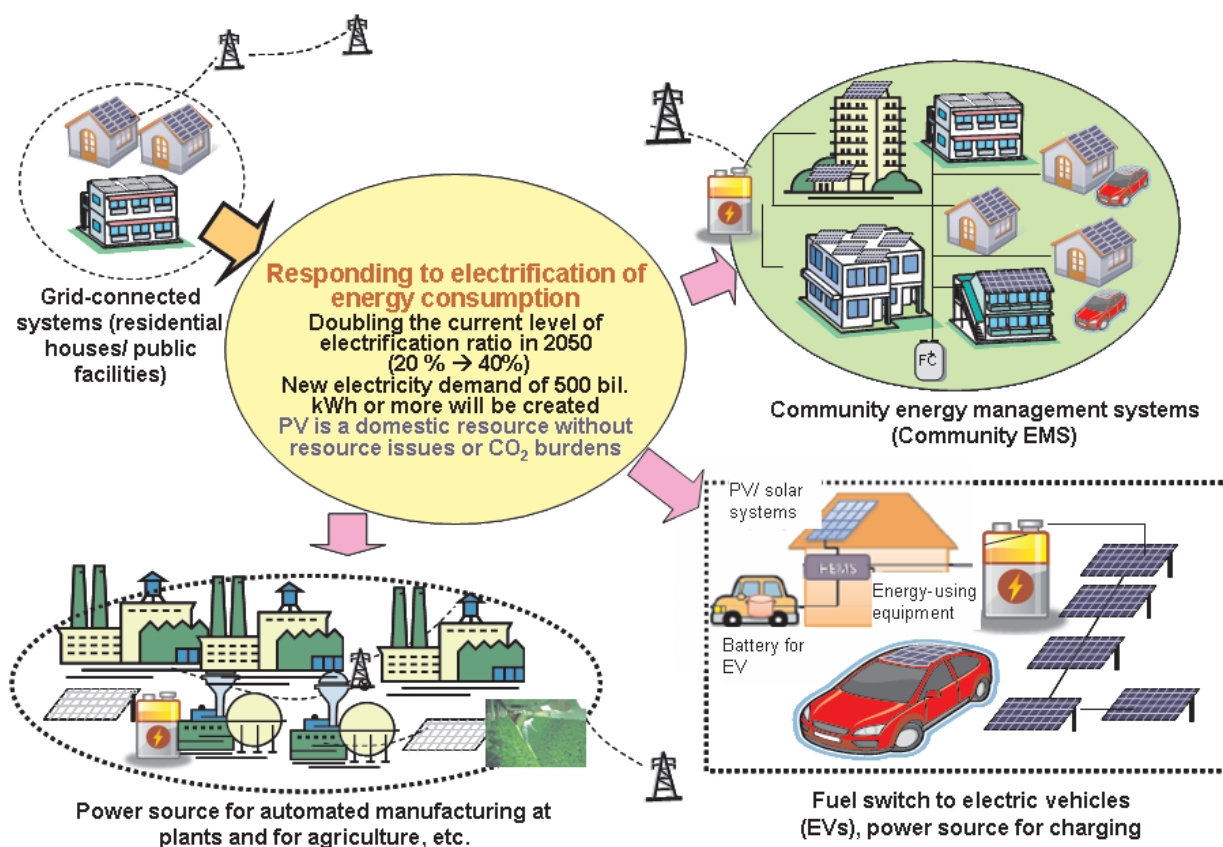 Grid-connected
systems (residential
houses/ public
facilities)
Responding to electrification of
energy consumption
Doubling the current level of
electrification ratio in 2050
(20 % → 40%)
New electricity demand of 500 bil.
kWh or more will be created
PV is a domestic resource without
resource issues or CO₂ burdens
FC
Community energy management systems
(Community EMS)
PV/ solar
systems
HEMS
Energy-using
equipment
Battery for
EV
Fuel switch to electric vehicles
(EVs), power source for charging
Power source for automated manufacturing at
plants and for agriculture, etc.